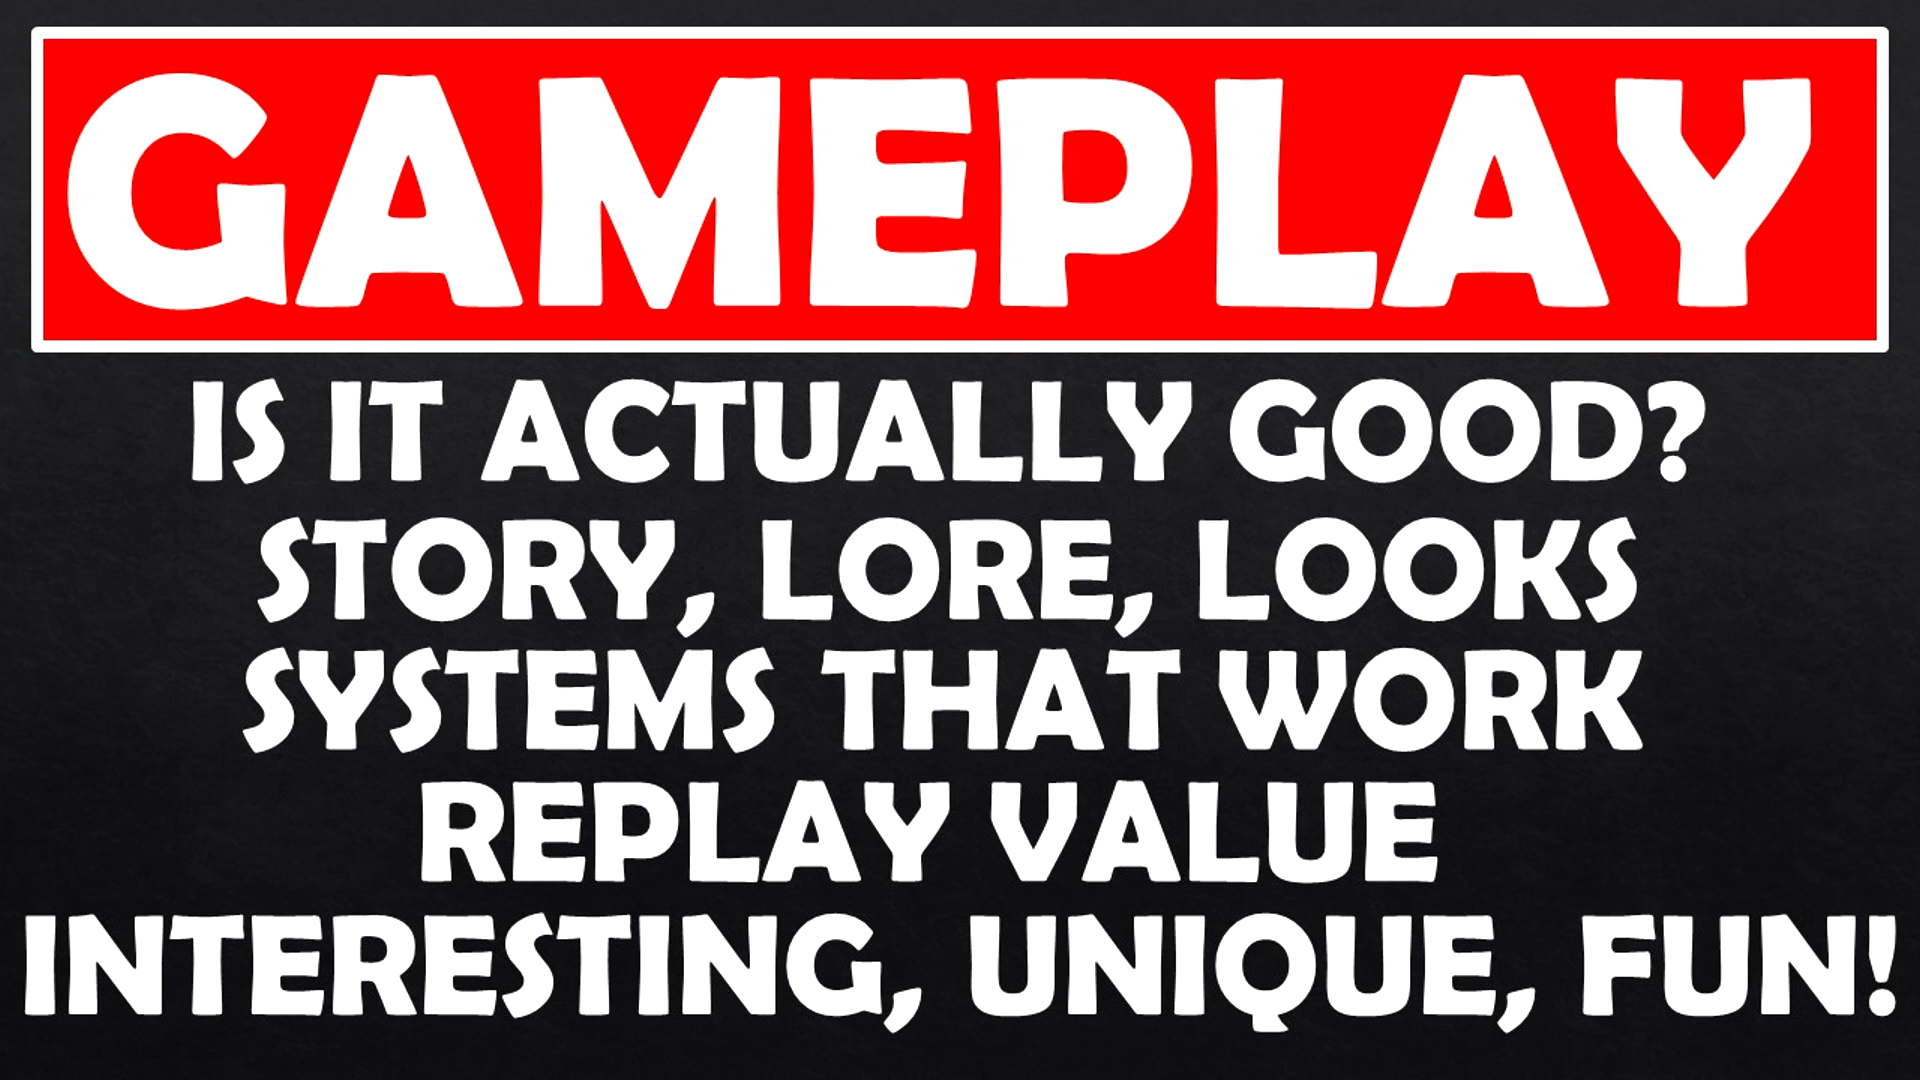 GAMEPLAY
IS IT ACTUALLY GOOD?
STORY, LORE, LOOKS
SYSTEMS THAT WORK
REPLAY VALUE
INTERESTING, UNIQUE, FUN!